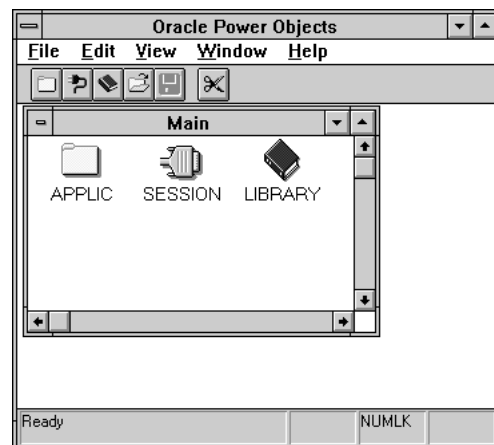 Oracle Power Objects
File Edit View Window Help
Main
APPLIC SESSION LIBRARY
Ready NUMLK